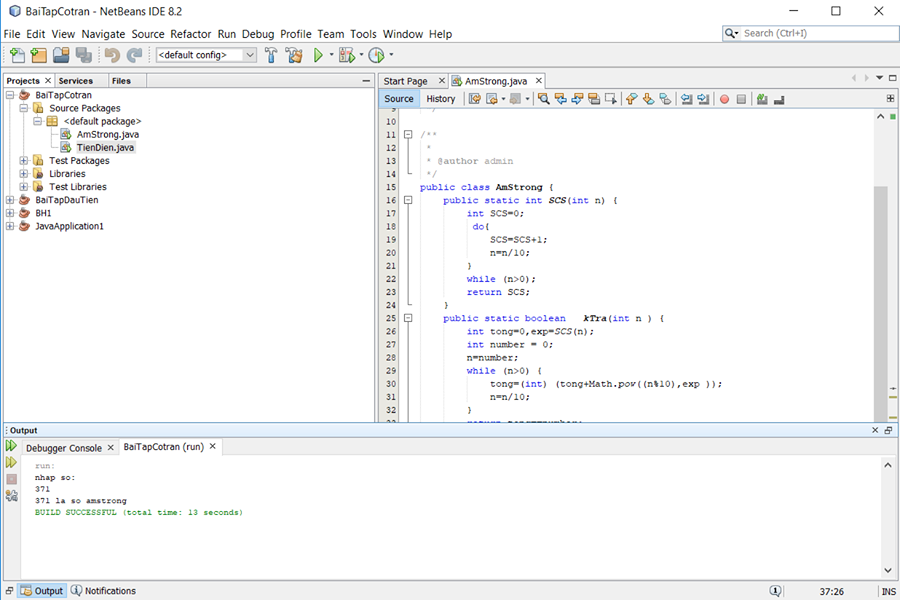 BaiTapCotran - NetBeans IDE 8.2
File Edit View Navigate Source Refactor Run Debug Profile Team Tools Window Help
Search (Ctrl+I)
<default config>
Projects Services Files
BaiTapCotran
Source Packages
<default package>
AmStrong.java
TienDien.java
Test Packages
Libraries
Test Libraries
BaiTapDauTien
BH1
JavaApplication1
Start Page AmStrong.java
Source History
10
11 /**
12 *
13 * @author admin
14 */
15 public class AmStrong {
16 public static int SCS(int n) {
17 int SCS=0;
18 do{
19 SCS=SCS+1;
20 n=n/10;
21 }
22 while (n>0);
23 return SCS;
24 }
25 public static boolean kTra(int n ) {
26 int tong=0,exp=SCS(n);
27 int number = 0;
28 n=number;
29 while (n>0) {
30 tong=(int) (tong+Math.pow((n%10),exp ));
31 n=n/10;
32 }
Output
Debugger Console BaiTapCotran (run)
run:
nhap so:
371
371 la so amstrong
BUILD SUCCESSFUL (total time: 13 seconds)
Output Notifications
37:26 INS